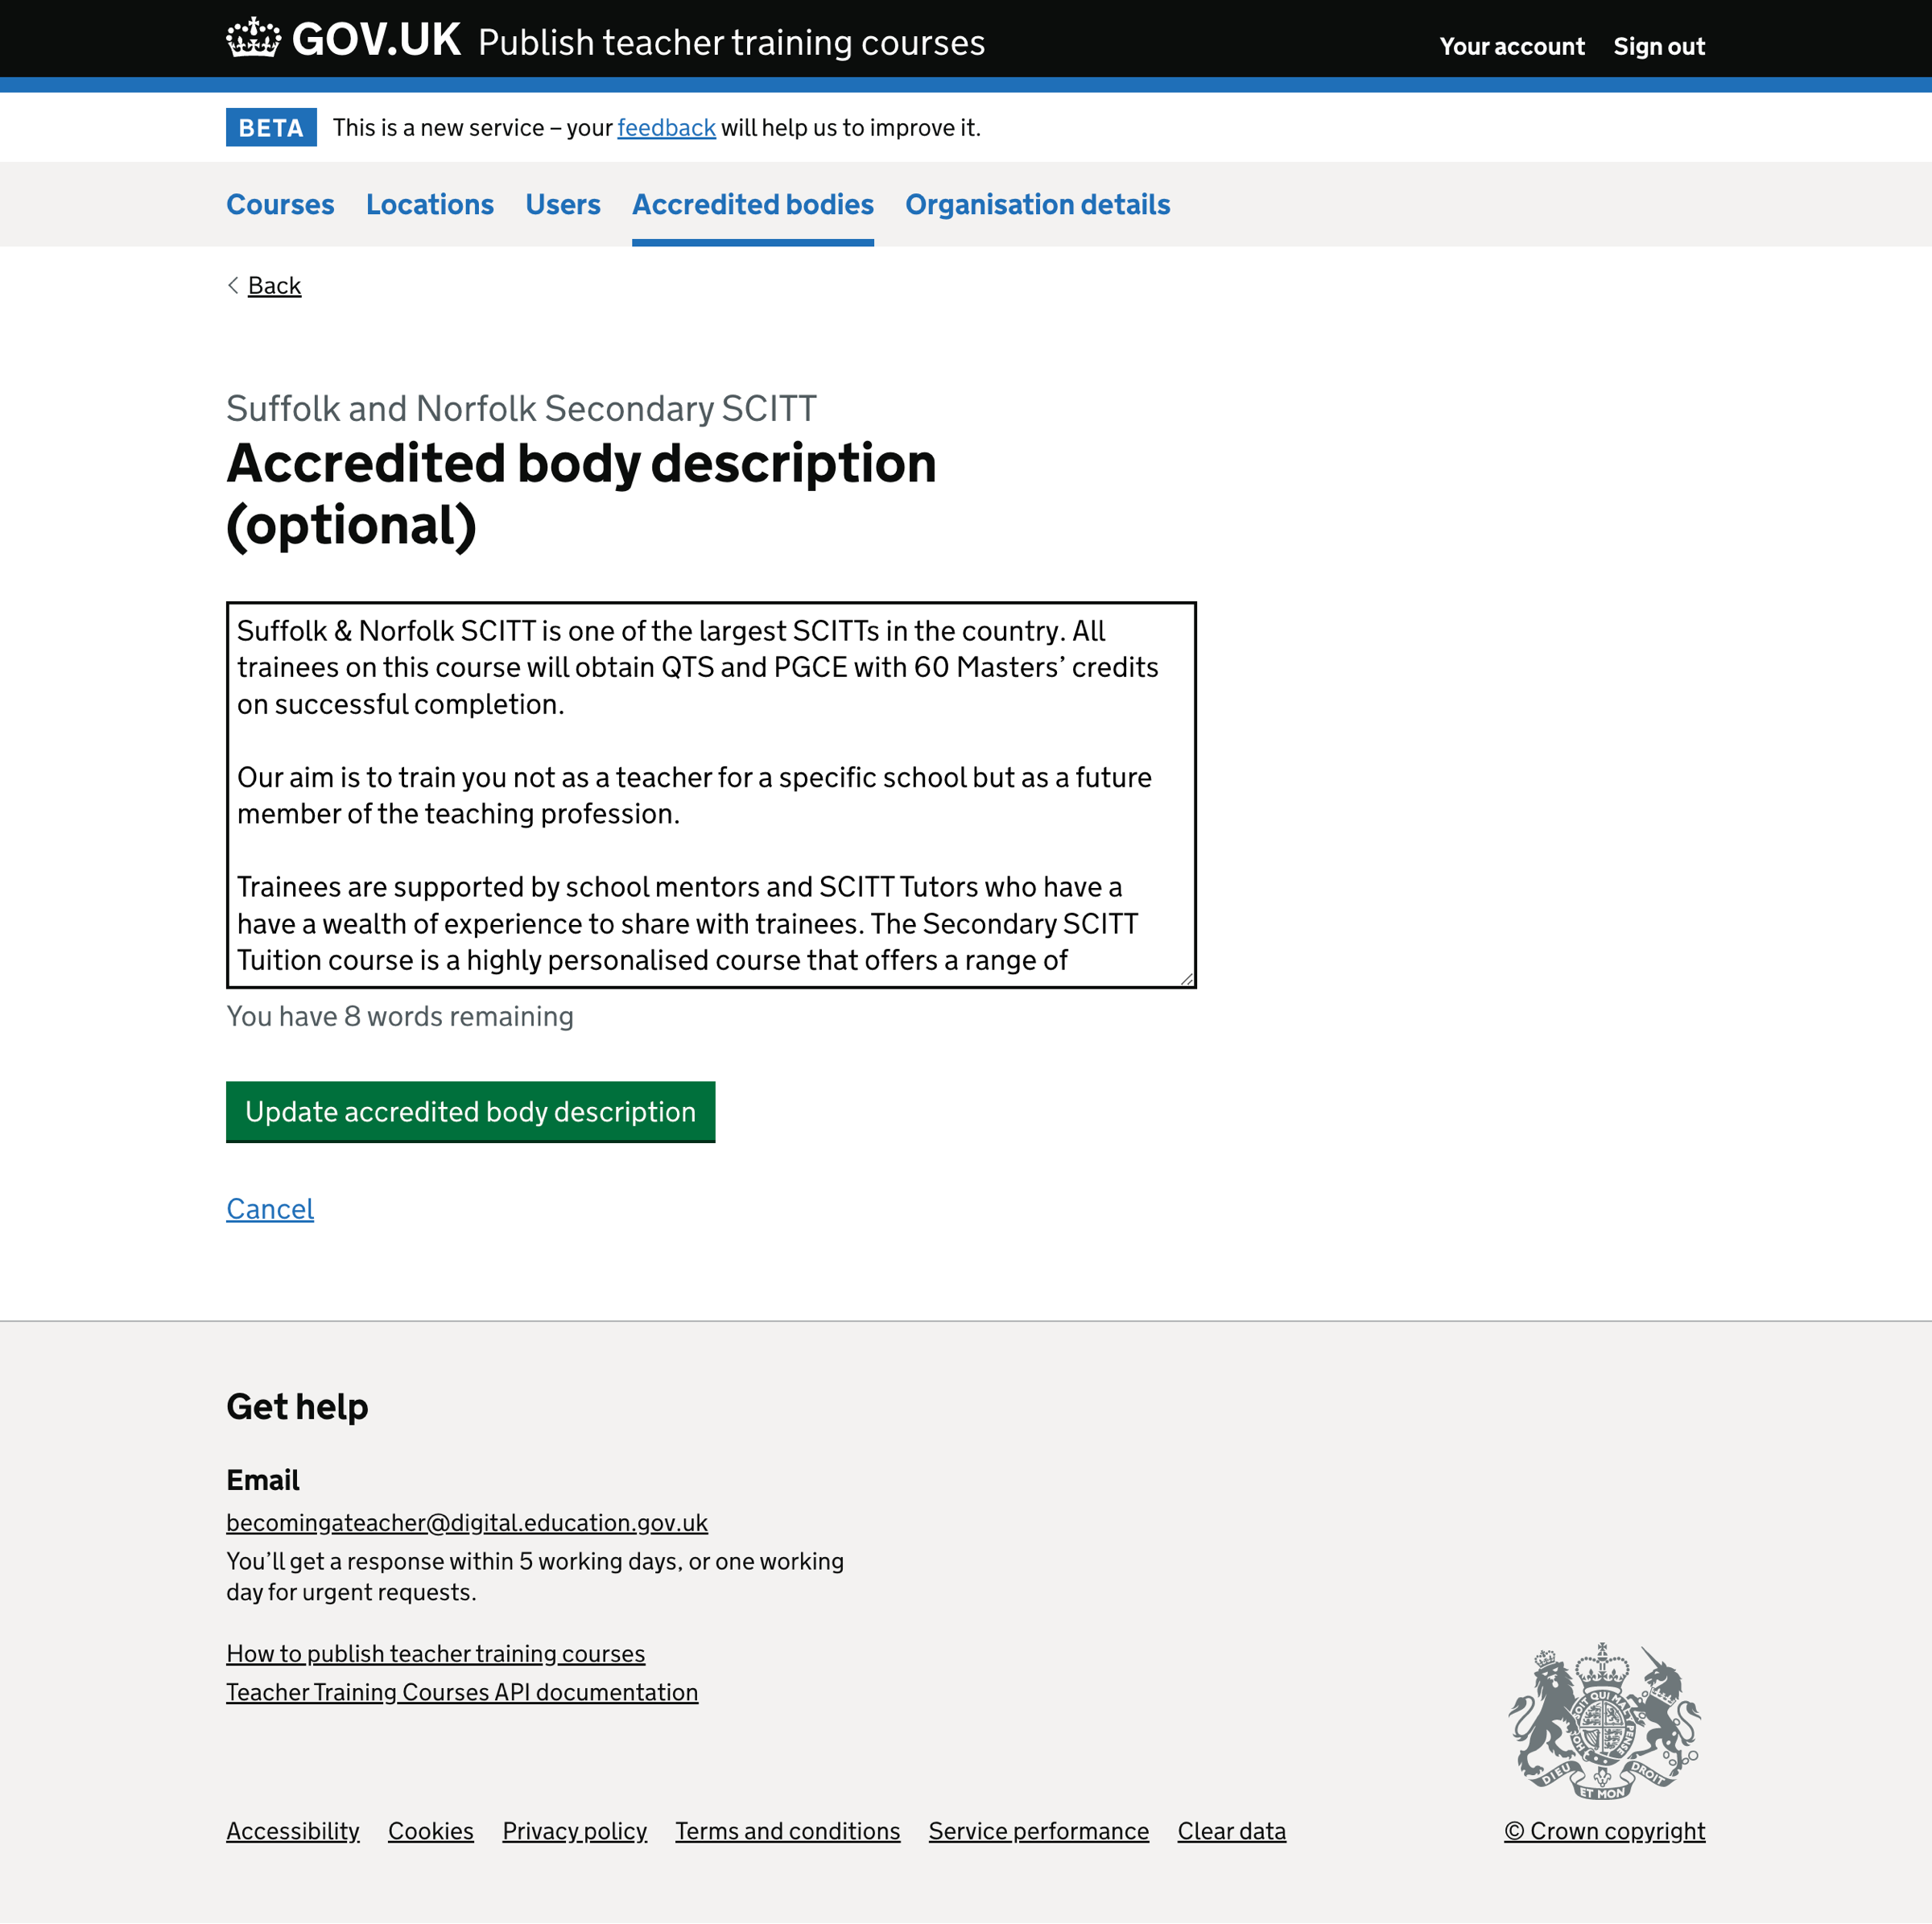 GOV.UK Publish teacher training courses Your account Sign out
BETA This is a new service – your feedback will help us to improve it.
Courses Locations Users Accredited bodies Organisation details
Back
Suffolk and Norfolk Secondary SCITT
Accredited body description
(optional)
Suffolk & Norfolk SCITT is one of the largest SCITTs in the country. All
trainees on this course will obtain QTS and PGCE with 60 Masters’ credits
on successful completion.
Our aim is to train you not as a teacher for a specific school but as a future
member of the teaching profession.
Trainees are supported by school mentors and SCITT Tutors who have a
have a wealth of experience to share with trainees. The Secondary SCITT
Tuition course is a highly personalised course that offers a range of
You have 8 words remaining
Update accredited body description
Cancel
Get help
Email
becomingateacher@digital.education.gov.uk
You’ll get a response within 5 working days, or one working
day for urgent requests.
How to publish teacher training courses
Teacher Training Courses API documentation
DIEU ET MON DROIT
Accessibility Cookies Privacy policy Terms and conditions Service performance Clear data © Crown copyright